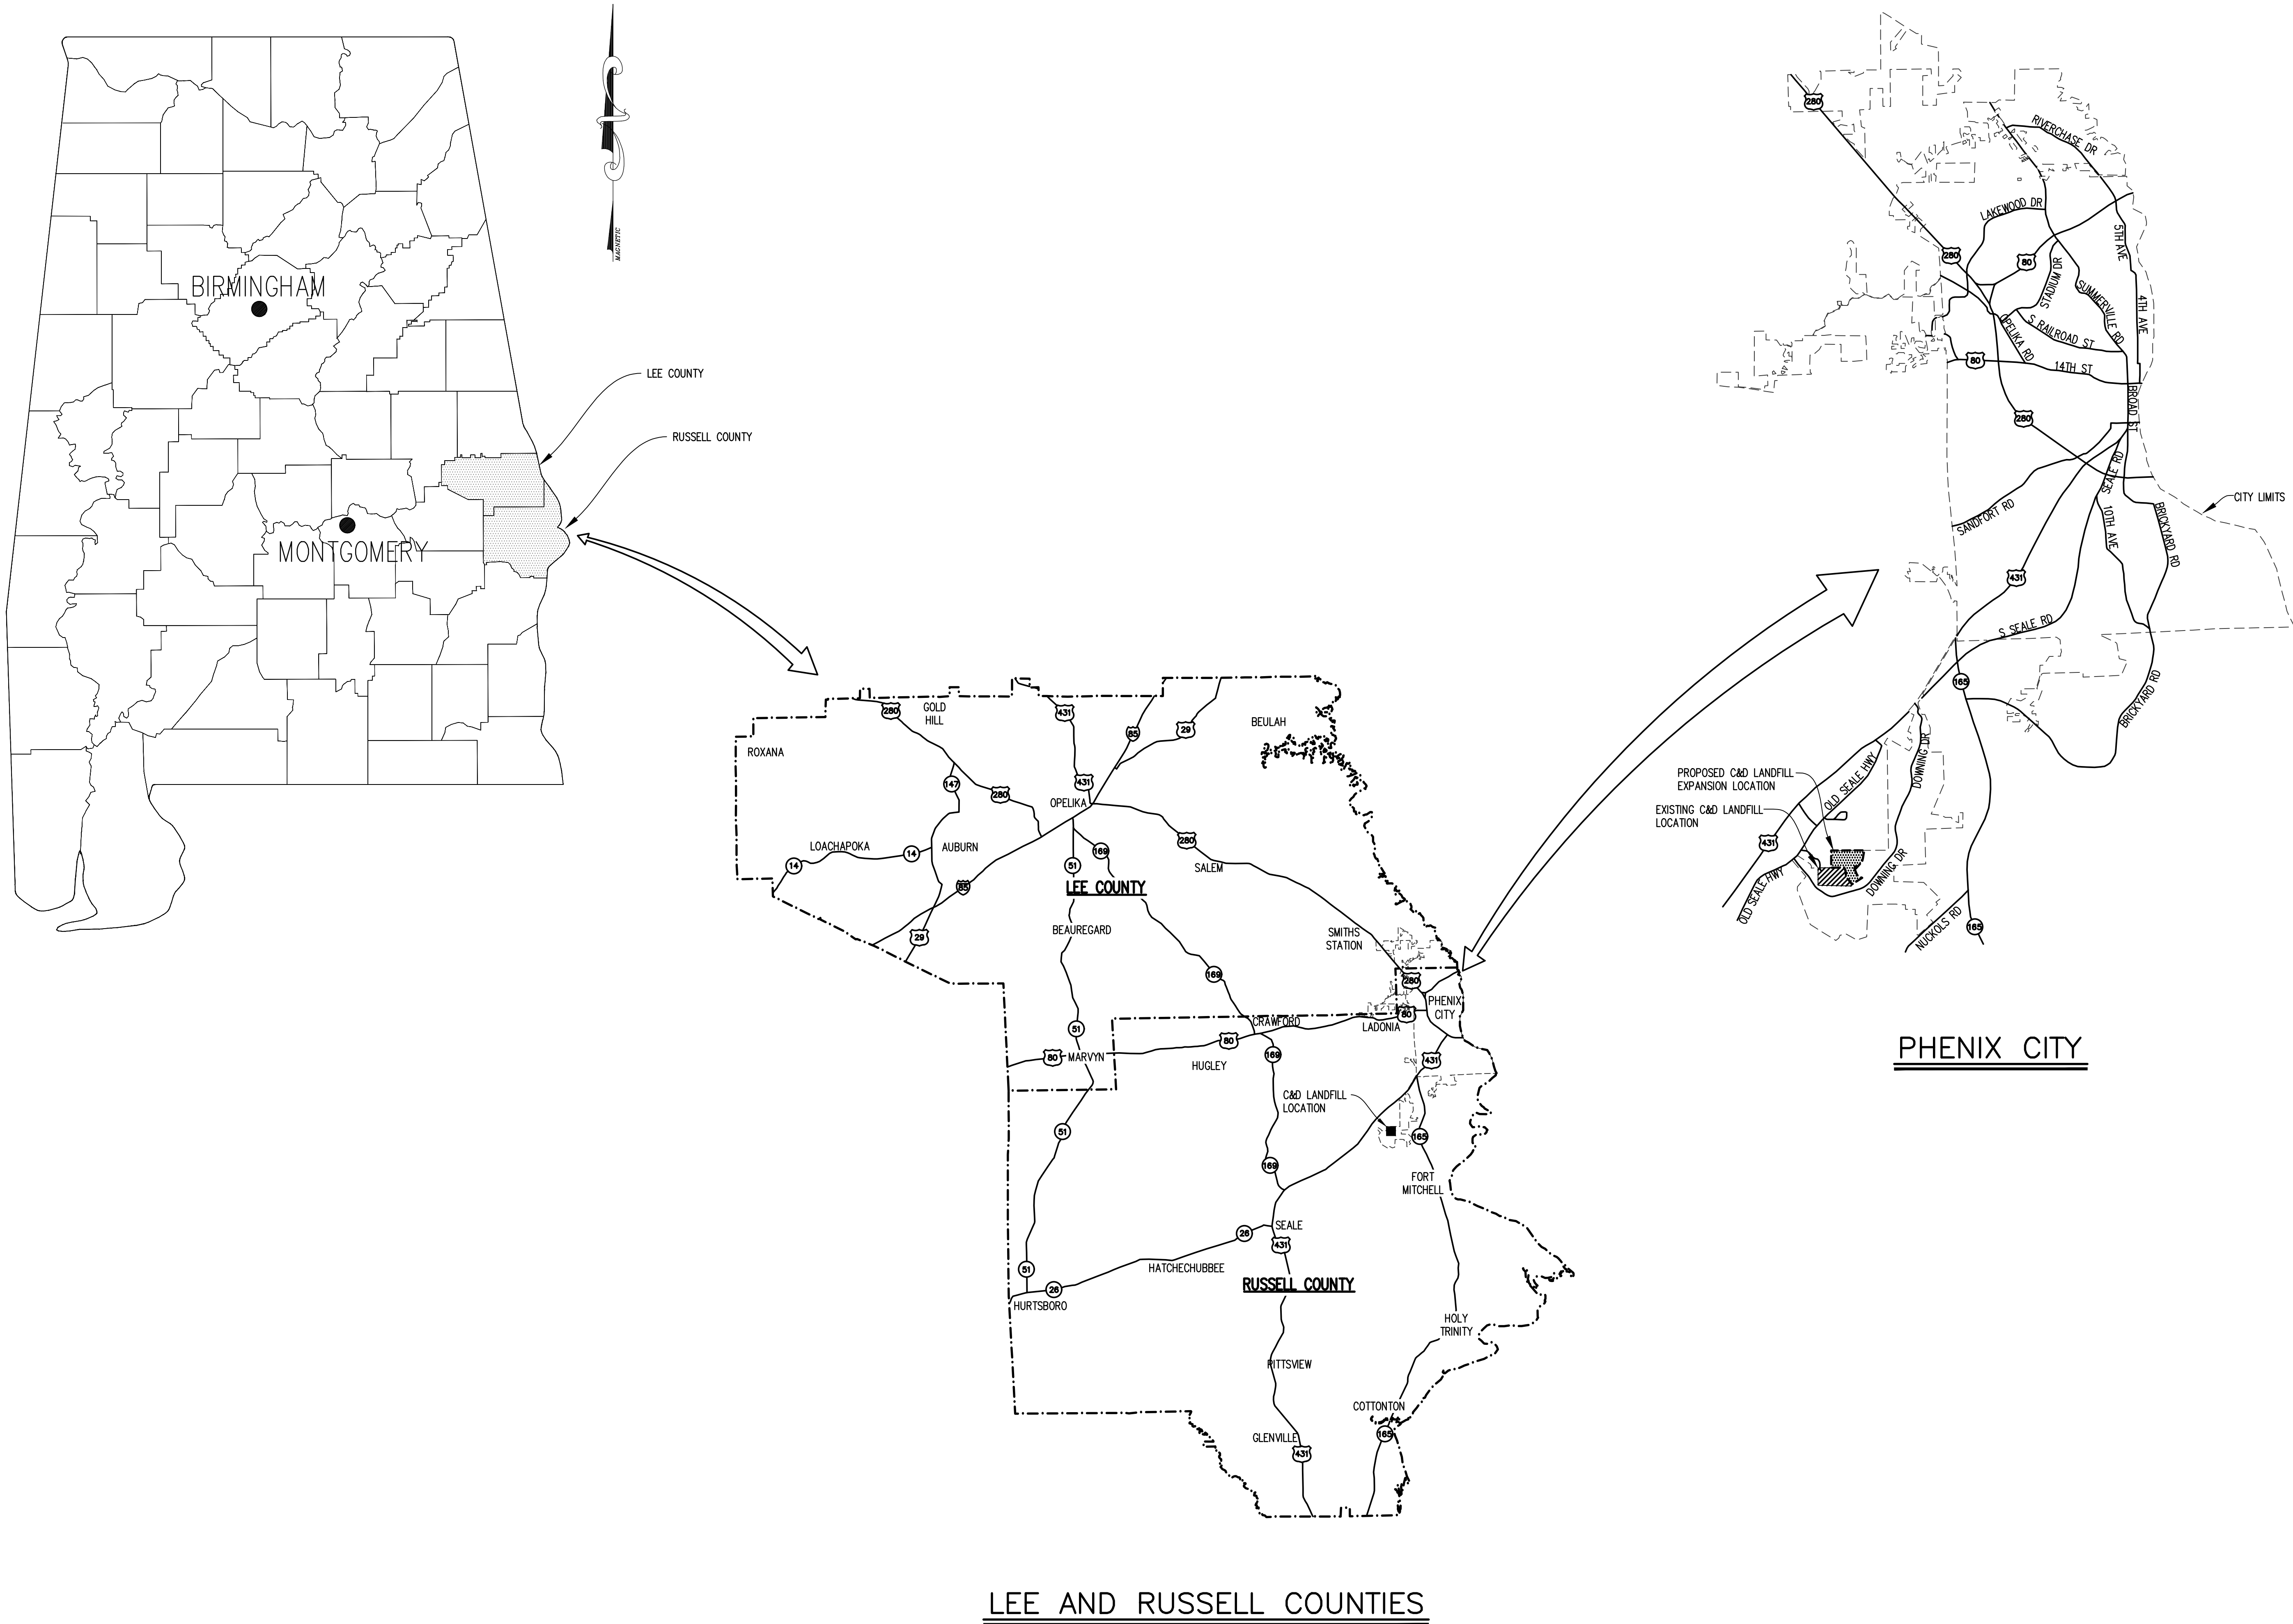 MAGNETIC
BIRMINGHAM
MONTGOMERY
LEE COUNTY
RUSSELL COUNTY
280
GOLD
HILL
431
85
29
BEULAH
ROXANA
147
280
431
OPELIKA
280
LOACHAPOKA
14
14
AUBURN
51
169
SALEM
85
LEE COUNTY
29
BEAUREGARD
SMITHS
STATION
169
280
PHENIX
CITY
51
CRAWFORD
80
LADONIA
80
MARVYN
80
HUGLEY
169
431
C&D LANDFILL
LOCATION
51
165
169
FORT
MITCHELL
SEALE
26
431
HATCHECHUBBEE
51
26
HURTSBORO
RUSSELL COUNTY
HOLY
TRINITY
PITTSVIEW
COTTONTON
165
GLENVILLE
431
LEE AND RUSSELL COUNTIES
280
RIVERCHASE DR
LAKEWOOD DR
5TH AVE
280
80
STADIUM DR
SUMMERVILLE RD
4TH AVE
S RAILROAD ST
OPELIKA RD
80
14TH ST
BROAD ST
280
SEALE RD
CITY LIMITS
SANDFORT RD
10TH AVE
BRICKYARD RD
431
S SEALE RD
165
BRICKYARD RD
DOWNING DR
PROPOSED C&D LANDFILL
EXPANSION LOCATION
OLD SEALE HWY
EXISTING C&D LANDFILL
LOCATION
431
DOWNING DR
OLD SEALE HWY
NUCKOLS RD
165
PHENIX CITY